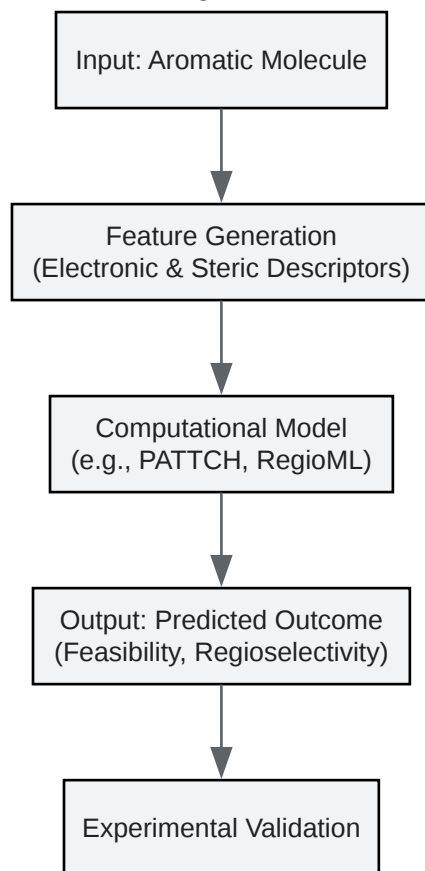 Input: Aromatic Molecule
Feature Generation
(Electronic & Steric Descriptors)
Computational Model
(e.g., PATTCH, RegioML)
Output: Predicted Outcome
(Feasibility, Regioselectivity)
Experimental Validation